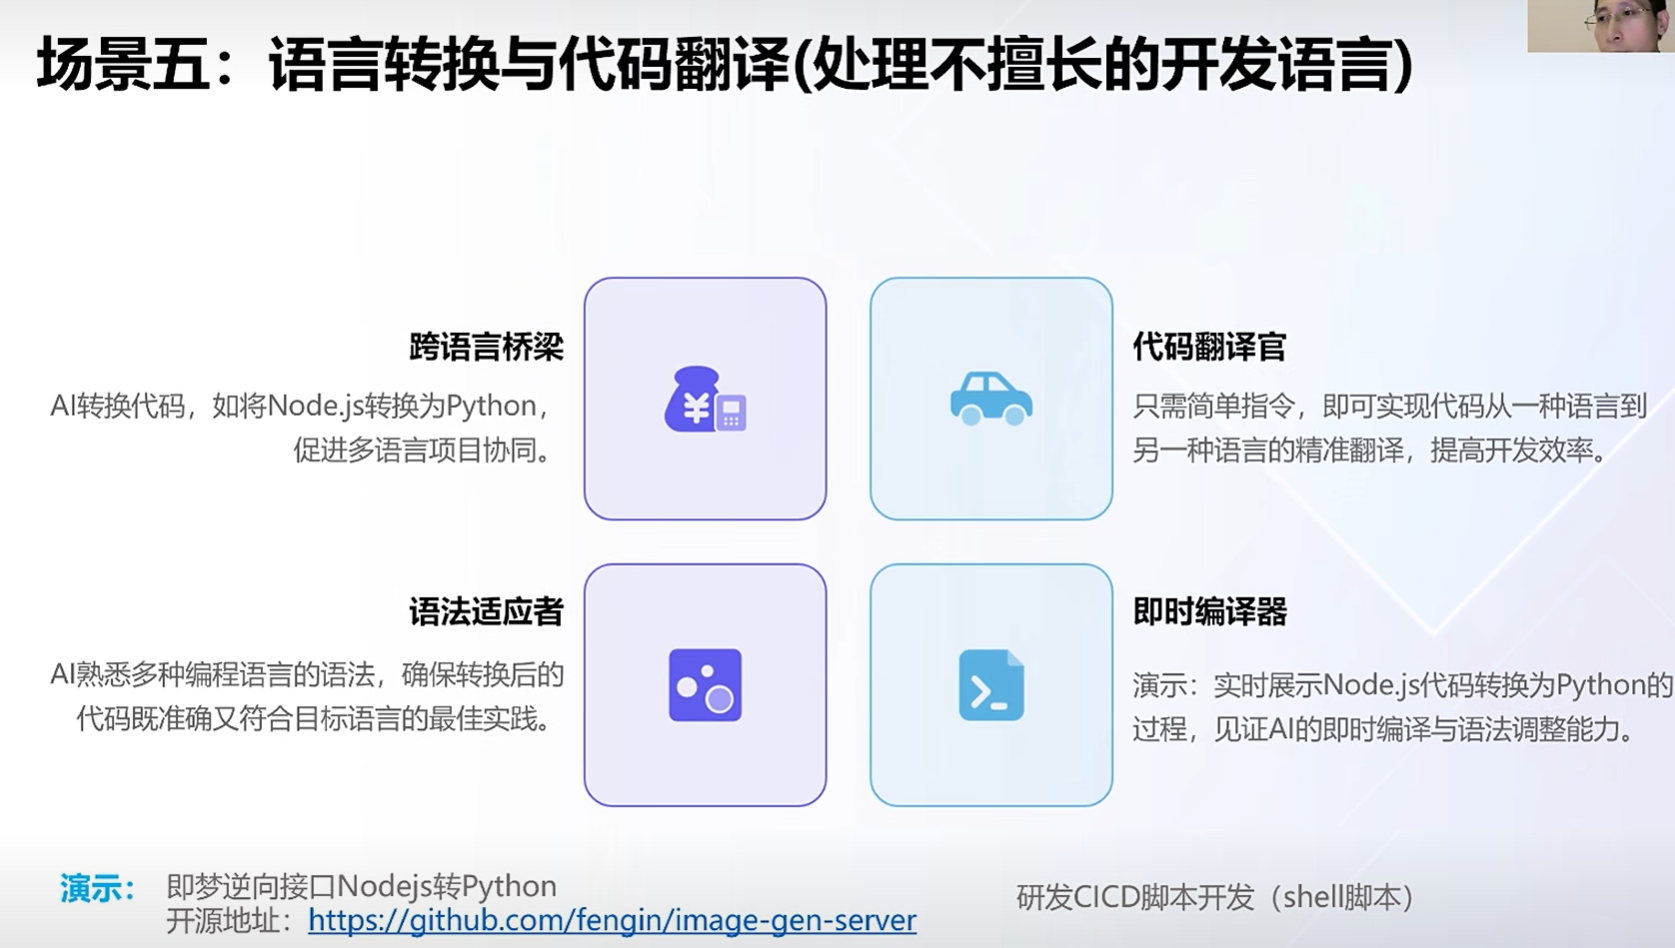 场景五：语言转换与代码翻译(处理不擅长的开发语言)
跨语言桥梁
AI转换代码，如将Node.js转换为Python，
促进多语言项目协同。
代码翻译官
只需简单指令，即可实现代码从一种语言到
另一种语言的精准翻译，提高开发效率。
语法适应者
AI熟悉多种编程语言的语法，确保转换后的
代码既准确又符合目标语言的最佳实践。
即时编译器
演示：实时展示Node.js代码转换为Python的
过程，见证AI的即时编译与语法调整能力。
演示：
即梦逆向接口Nodejs转Python
开源地址：https://github.com/fengin/image-gen-server
研发CICD脚本开发（shell脚本）
¥